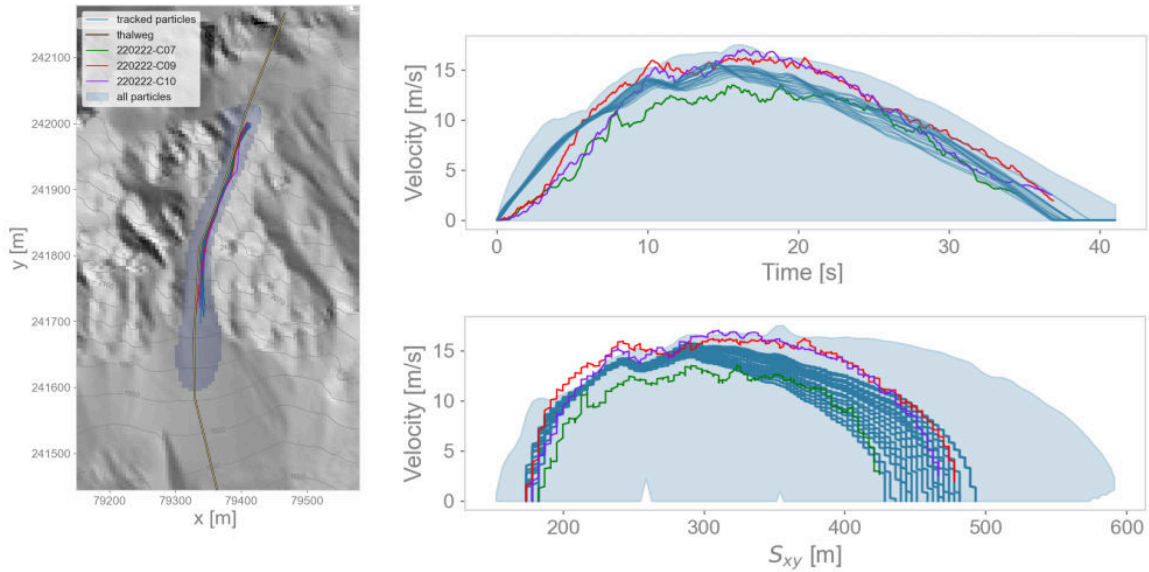 tracked particles
thalweg
220222-C07
220222-C09
220222-C10
all particles
242100
242000
241900
241800
241700
241600
241500
y [m]
79200
79300
79400
79500
x [m]
15
10
5
0
Velocity [m/s]
0
10
20
30
40
Time [s]
15
10
5
0
Velocity [m/s]
200
300
400
500
600
Sxy [m]